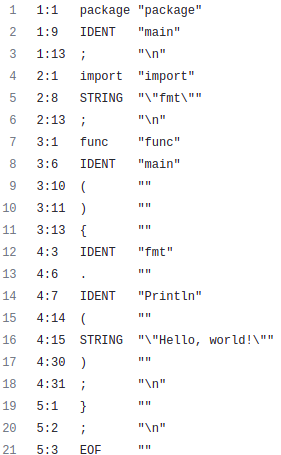 1 1:1 package "package"
2 1:9 IDENT "main"
3 1:13 ; "\n"
4 2:1 import "import"
5 2:8 STRING "\"fmt\""
6 2:13 ; "\n"
7 3:1 func "func"
8 3:6 IDENT "main"
9 3:10 ( ""
10 3:11 ) ""
11 3:13 { ""
12 4:3 IDENT "fmt"
13 4:6 . ""
14 4:7 IDENT "Println"
15 4:14 ( ""
16 4:15 STRING "\"Hello, world!\""
17 4:30 ) ""
18 4:31 ; "\n"
19 5:1 } ""
20 5:2 ; "\n"
21 5:3 EOF ""